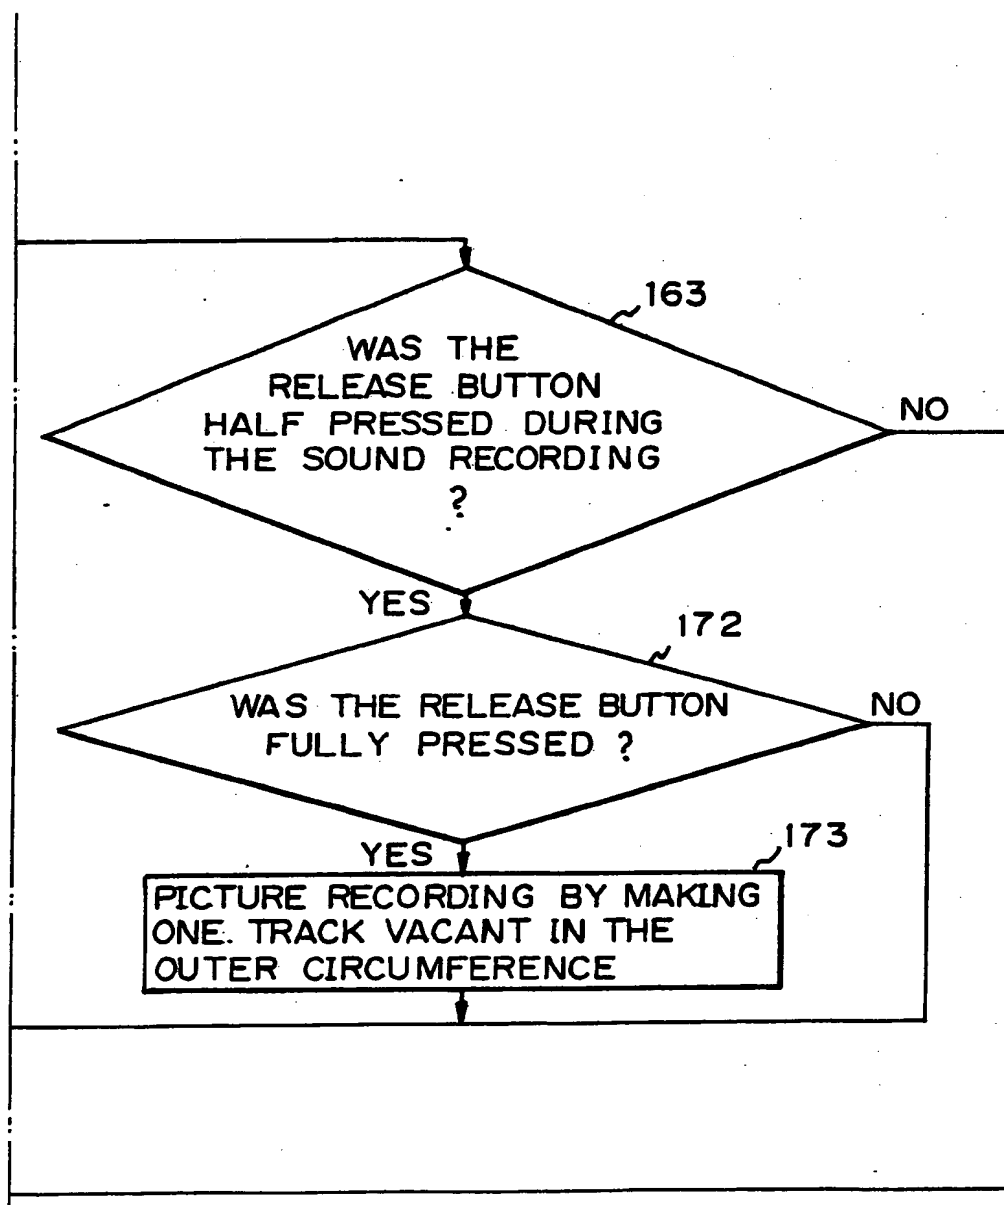 163
WAS THE
RELEASE BUTTON
HALF PRESSED DURING
THE SOUND RECORDING
?
NO
YES
172
WAS THE RELEASE BUTTON
FULLY PRESSED ?
NO
YES
173
PICTURE RECORDING BY MAKING
ONE. TRACK VACANT IN THE
OUTER CIRCUMFERENCE